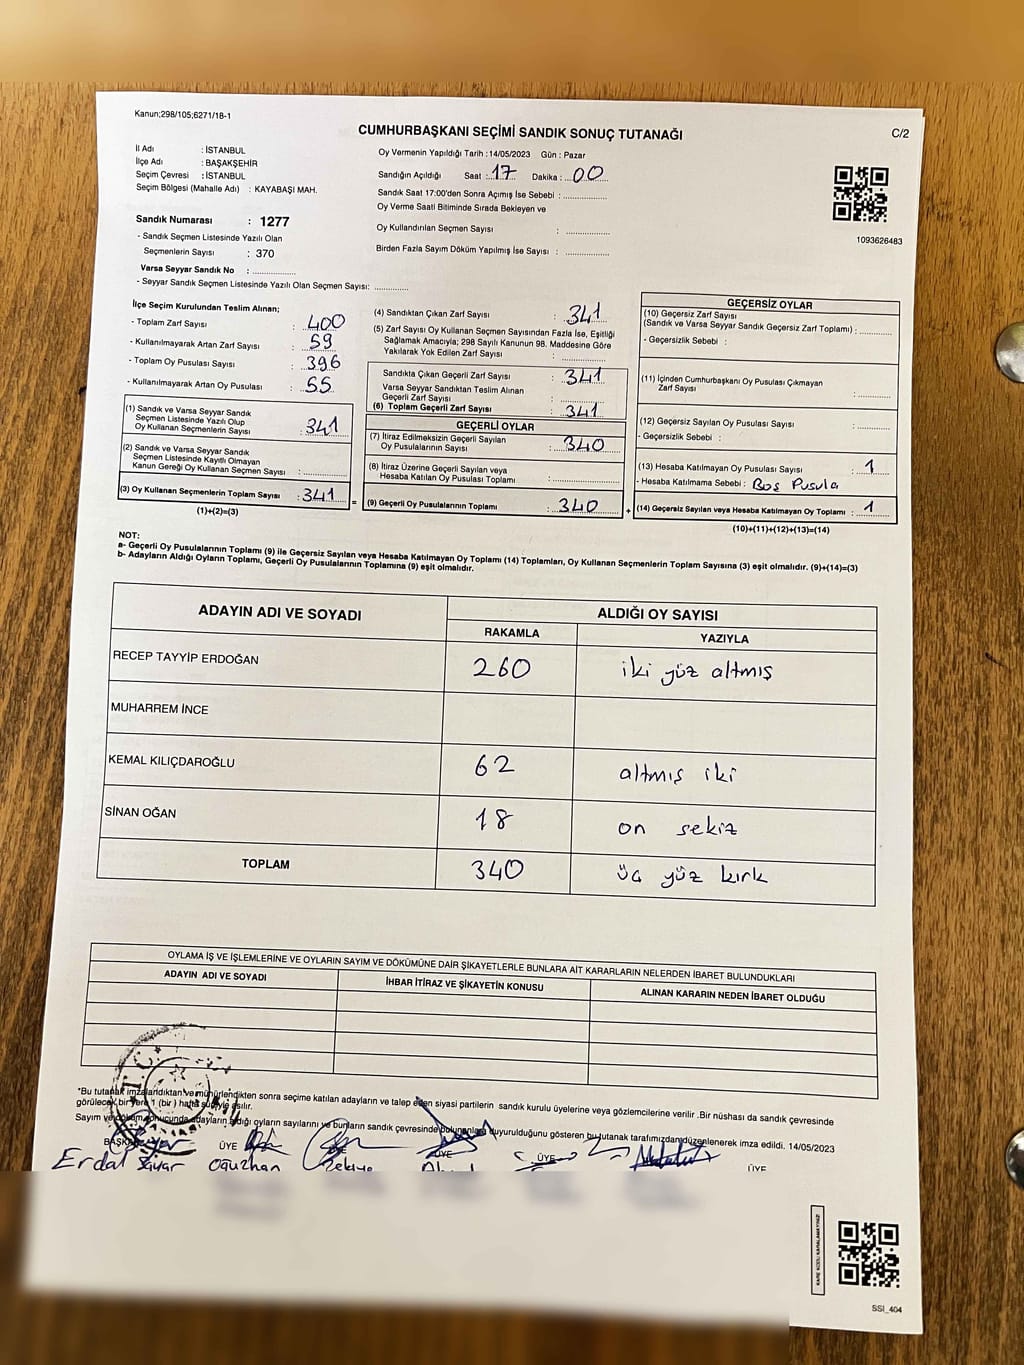 Kanun;298/105;6271/18-1
CUMHURBAŞKANI SEÇİMİ SANDIK SONUÇ TUTANAĞI
C/2
İl Adı : İSTANBUL
İlçe Adı : BAŞAKŞEHİR
Seçim Çevresi : İSTANBUL
Seçim Bölgesi (Mahalle Adı) : KAYABAŞI MAH.
Sandık Numarası : 1277
- Sandık Seçmen Listesinde Yazılı Olan
Seçmenlerin Sayısı : 370
Varsa Seyyar Sandık No : ............
- Seyyar Sandık Seçmen Listesinde Yazılı Olan Seçmen Sayısı: ............
Oy Vermenin Yapıldığı Tarih : 14/05/2023 Gün : Pazar
Sandığın Açıldığı Saat : 17 Dakika : 00
Sandık Saat 17:00'den Sonra Açımış İse Sebebi : ............
Oy Verme Saati Bitiminde Sırada Bekleyen ve
Oy Kullandırılan Seçmen Sayısı : ............
Birden Fazla Sayım Döküm Yapılmış İse Sayısı : ............
1093626483
İlçe Seçim Kurulundan Teslim Alınan;
- Toplam Zarf Sayısı : 400
- Kullanılmayarak Artan Zarf Sayısı : 59
- Toplam Oy Pusulası Sayısı : 396
- Kullanılmayarak Artan Oy Pusulası : 55
(1) Sandık ve Varsa Seyyar Sandık
Seçmen Listesinde Yazılı Olup
Oy Kullanan Seçmenlerin Sayısı : 341
(2) Sandık ve Varsa Seyyar Sandık
Seçmen Listesinde Kayıtlı Olmayan
Kanun Gereği Oy Kullanan Seçmen Sayısı : ............
(3) Oy Kullanan Seçmenlerin Toplam Sayısı : 341
(1)+(2)=(3)
(4) Sandıktan Çıkan Zarf Sayısı : 341
(5) Zarf Sayısı Oy Kullanan Seçmen Sayısından Fazla İse, Eşitliği
Sağlamak Amacıyla; 298 Sayılı Kanunun 98. Maddesine Göre
Yakılarak Yok Edilen Zarf Sayısı : ............
Sandıkta Çıkan Geçerli Zarf Sayısı : 341
Varsa Seyyar Sandıktan Teslim Alınan
Geçerli Zarf Sayısı : ............
(6) Toplam Geçerli Zarf Sayısı : 341
GEÇERLİ OYLAR
(7) İtiraz Edilmeksizin Geçerli Sayılan
Oy Pusulalarının Sayısı : 340
(8) İtiraz Üzerine Geçerli Sayılan veya
Hesaba Katılan Oy Pusulası Toplamı : ............
= (9) Geçerli Oy Pusulalarının Toplamı : 340
GEÇERSİZ OYLAR
(10) Geçersiz Zarf Sayısı
(Sandık ve Varsa Seyyar Sandık Geçersiz Zarf Toplamı) : ............
- Geçersizlik Sebebi :
(11) İçinden Cumhurbaşkanı Oy Pusulası Çıkmayan
Zarf Sayısı : ............
(12) Geçersiz Sayılan Oy Pusulası Sayısı : ............
- Geçersizlik Sebebi :
(13) Hesaba Katılmayan Oy Pusulası Sayısı : 1
- Hesaba Katılmama Sebebi : Boş Pusula
+ (14) Geçersiz Sayılan veya Hesaba Katılmayan Oy Toplamı : 1
(10)+(11)+(12)+(13)=(14)
NOT:
a- Geçerli Oy Pusulalarının Toplamı (9) ile Geçersiz Sayılan veya Hesaba Katılmayan Oy Toplamı (14) Toplamları, Oy Kullanan Seçmenlerin Toplam Sayısına (3) eşit olmalıdır. (9)+(14)=(3)
b- Adayların Aldığı Oyların Toplamı, Geçerli Oy Pusulalarının Toplamına (9) eşit olmalıdır.
ADAYIN ADI VE SOYADI ALDIĞI OY SAYISI
RAKAMLA YAZIYLA
RECEP TAYYİP ERDOĞAN 260 iki yüz altmış
MUHARREM İNCE
KEMAL KILIÇDAROĞLU 62 altmış iki
SİNAN OĞAN 18 on sekiz
TOPLAM 340 üç yüz kırk
OYLAMA İŞ VE İŞLEMLERİNE VE OYLARIN SAYIM VE DÖKÜMÜNE DAİR ŞİKAYETLERLE BUNLARA AİT KARARLARIN NELERDEN İBARET BULUNDUKLARI
ADAYIN ADI VE SOYADI İHBAR İTİRAZ VE ŞİKAYETİN KONUSU ALINAN KARARIN NEDEN İBARET OLDUĞU
T.C.
*Bu tutanak imzalandıktan ve mühürlendikten sonra seçime katılan adayların ve talep eden siyasi partilerin sandık kurulu üyelerine veya gözlemcilerine verilir .Bir nüshası da sandık çevresinde
görülecek bir yere 1 (bir ) hafta süreyle asılır.
Sayım ve döküm sonucunda adayların aldığı oyların sayılarını ve bunların sandık çevresinde bulunanlara duyurulduğunu gösteren bu tutanak tarafımızdan düzenlenerek imza edildi. 14/05/2023
BAŞKAN ÜYE ÜYE ÜYE ÜYE
Erdal Oğuzhan Zekiye
KARE KODU KARALAMAYINIZ!
SSI_404